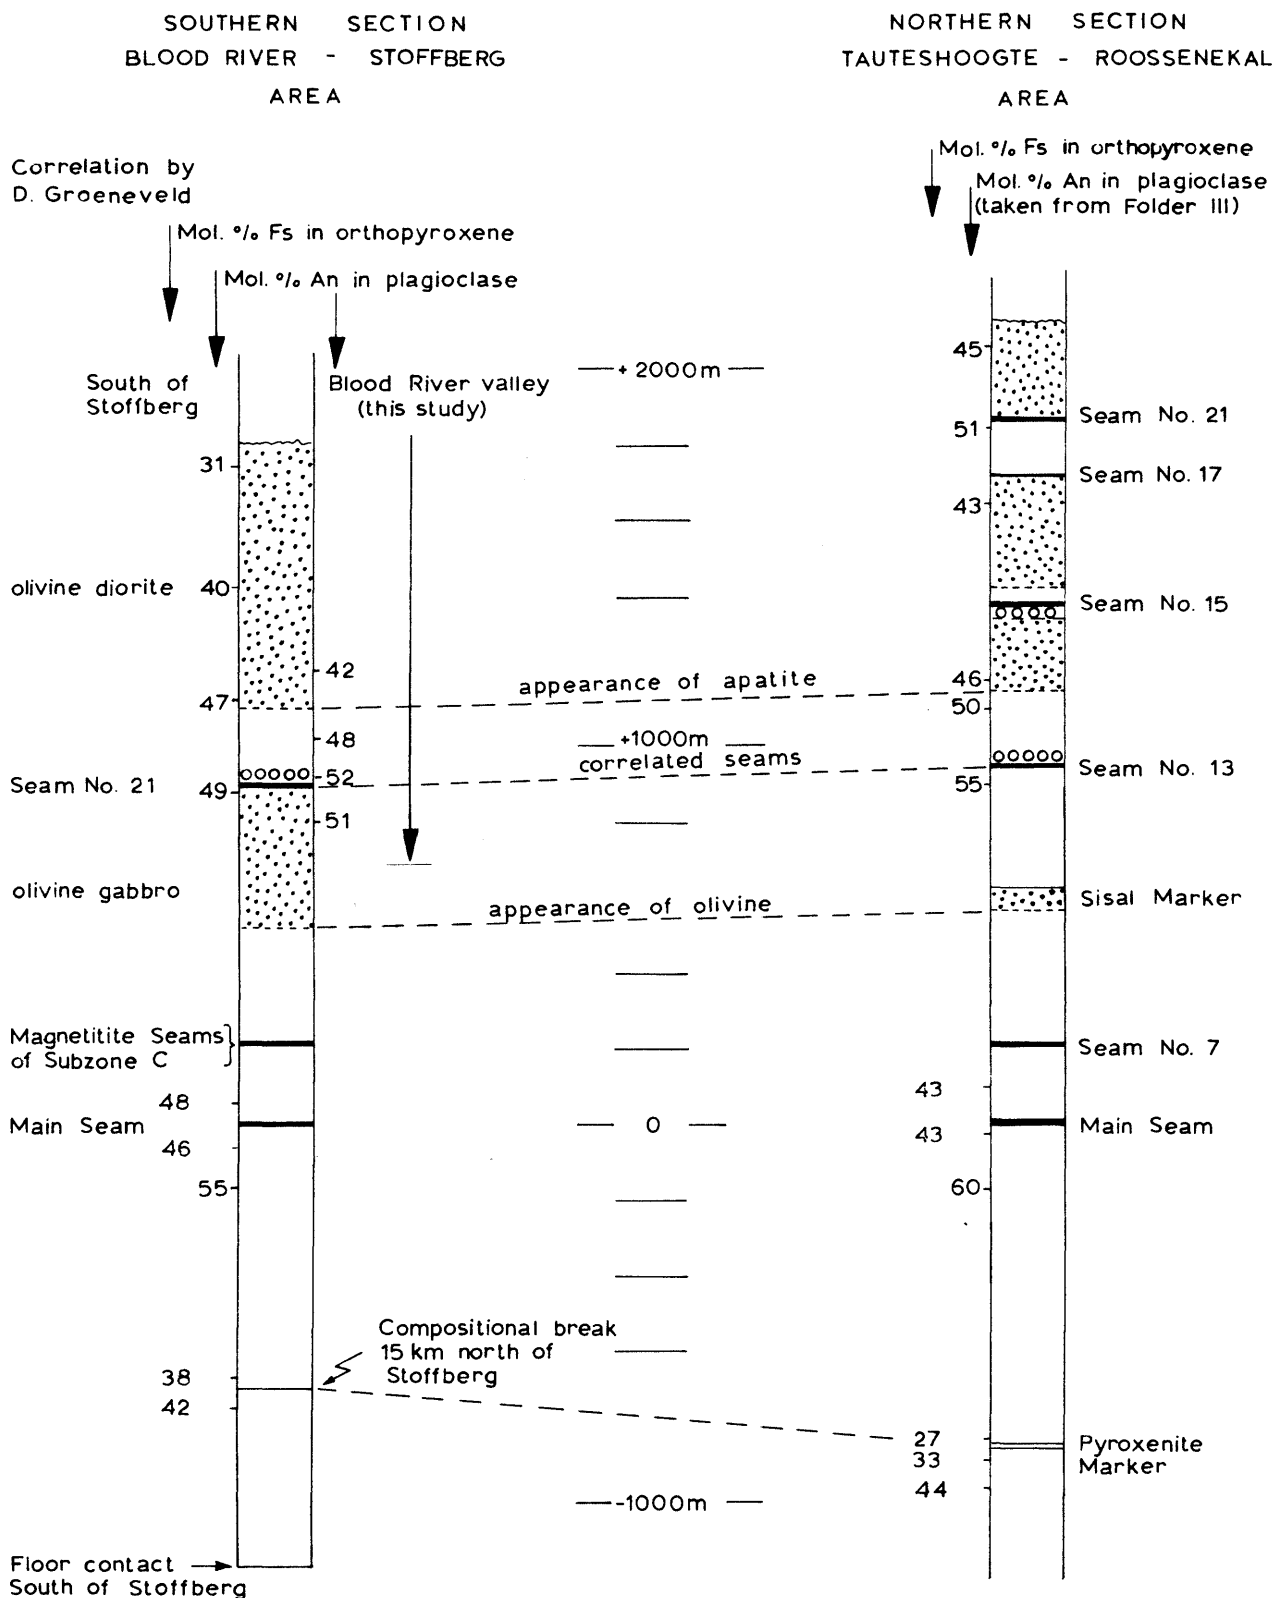 SOUTHERN SECTION
BLOOD RIVER - STOFFBERG
AREA
NORTHERN SECTION
TAUTESHOOGTE - ROOSSENEKAL
AREA
Correlation by
D. Groeneveld
Mol. % Fs in orthopyroxene
Mol. % An in plagioclase
Mol. % Fs in orthopyroxene
Mol. % An in plagioclase
(taken from Folder III)
South of
Stoffberg
Blood River valley
(this study)
31
olivine diorite
40
42
47
48
52
Seam No. 21
49
51
olivine gabbro
Magnetitite Seams
of Subzone C
48
Main Seam
46
55
Compositional break
15 km north of
Stoffberg
38
42
Floor contact
South of Stoffberg
+ 2000m
appearance of apatite
+1000m
correlated seams
appearance of olivine
0
-1000m
45
Seam No. 21
51
Seam No. 17
43
Seam No. 15
46
50
Seam No. 13
55
Sisal Marker
Seam No. 7
43
Main Seam
43
60
27
Pyroxenite
33
Marker
44